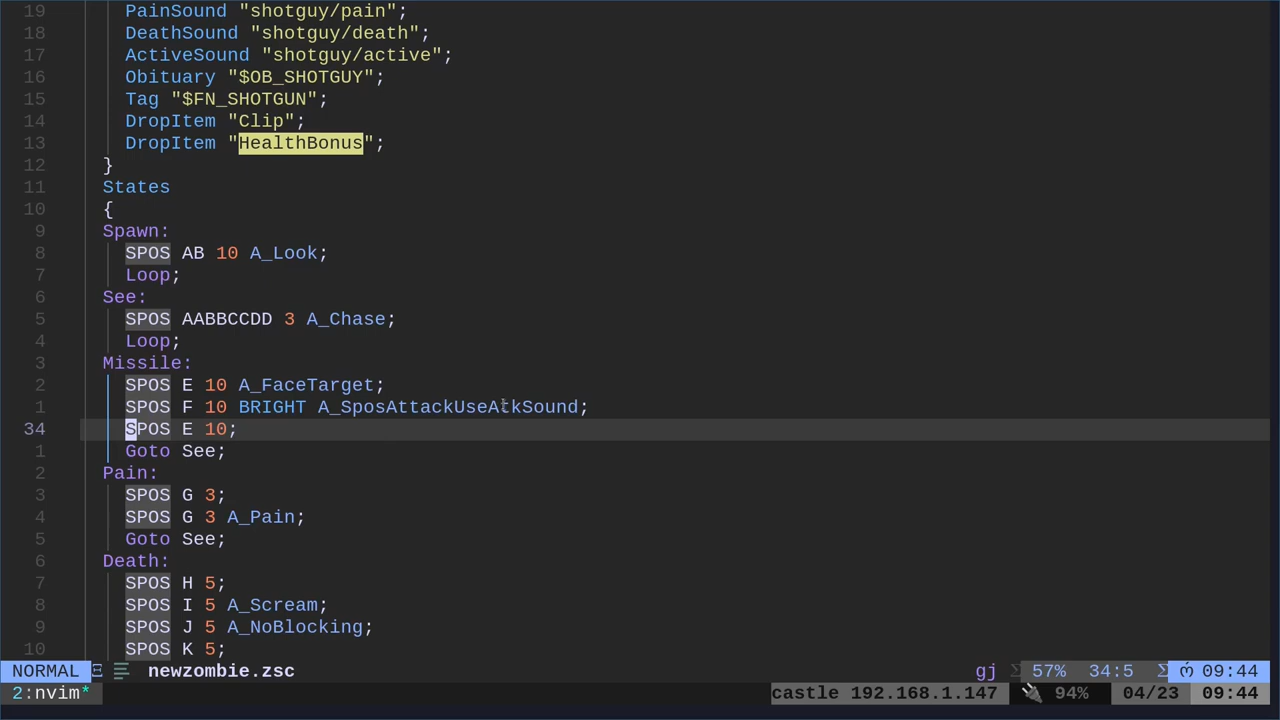 19 PainSound "shotguy/pain";
18 DeathSound "shotguy/death";
17 ActiveSound "shotguy/active";
16 Obituary "$OB_SHOTGUY";
15 Tag "$FN_SHOTGUN";
14 DropItem "Clip";
13 DropItem "HealthBonus";
12 }
11 States
10 {
9 Spawn:
8 SPOS AB 10 A_Look;
7 Loop;
6 See:
5 SPOS AABBCCDD 3 A_Chase;
4 Loop;
3 Missile:
2 SPOS E 10 A_FaceTarget;
1 SPOS F 10 BRIGHT A_SposAttackUseAtkSound;
34 SPOS E 10;
1 Goto See;
2 Pain:
3 SPOS G 3;
4 SPOS G 3 A_Pain;
5 Goto See;
6 Death:
7 SPOS H 5;
8 SPOS I 5 A_Scream;
9 SPOS J 5 A_NoBlocking;
10 SPOS K 5;
NORMAL newzombie.zsc gj 57% 34:5 09:44
2:nvim* castle 192.168.1.147 94% 04/23 09:44